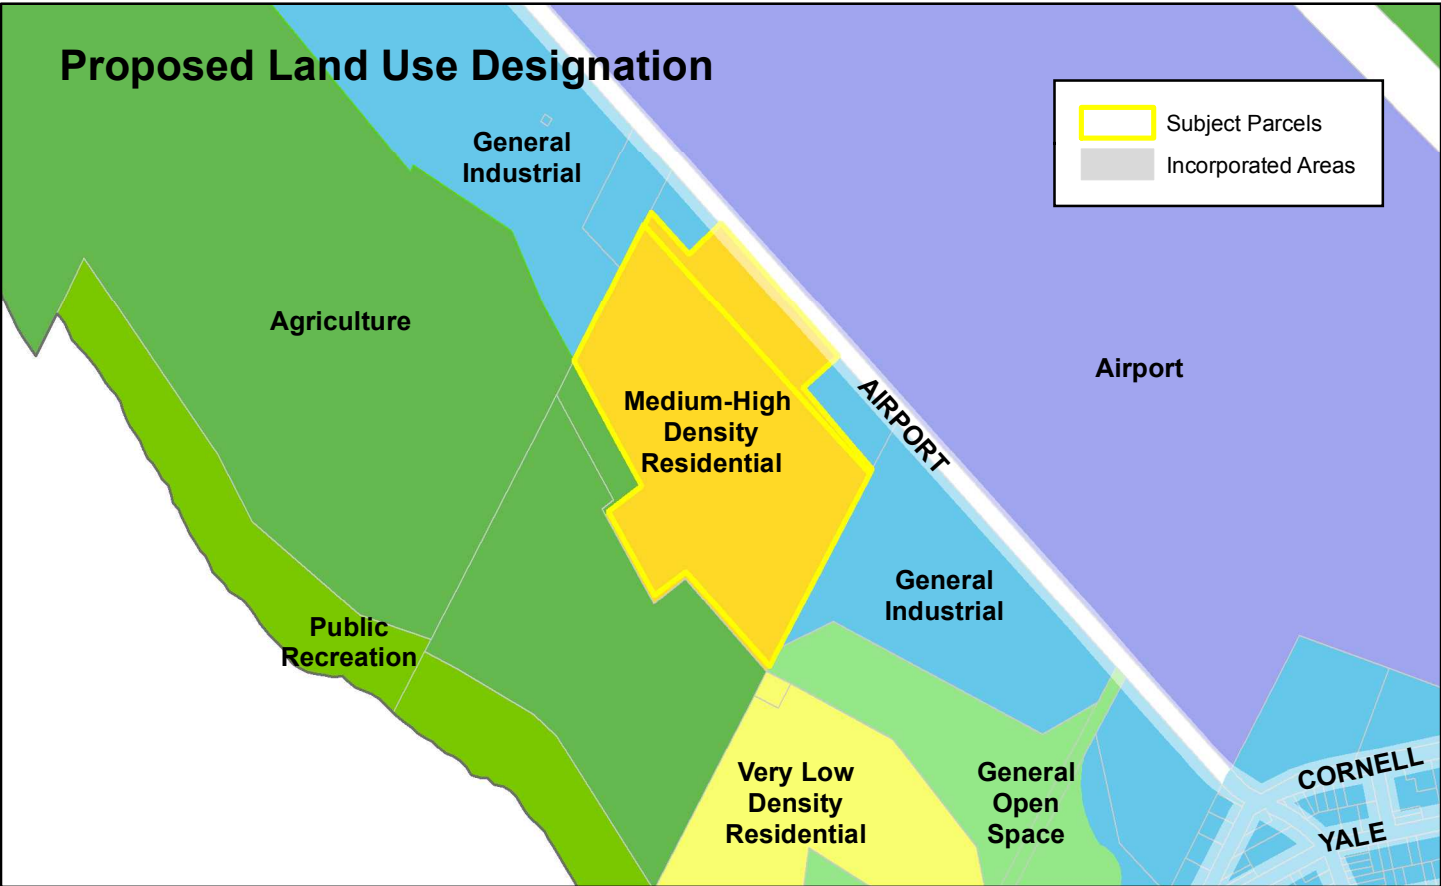 Proposed Land Use Designation
Subject Parcels
Incorporated Areas
General
Industrial
Agriculture
Airport
Medium-High
Density
Residential
AIRPORT
General
Industrial
Public
Recreation
Very Low
Density
Residential
General
Open
Space
CORNELL
YALE